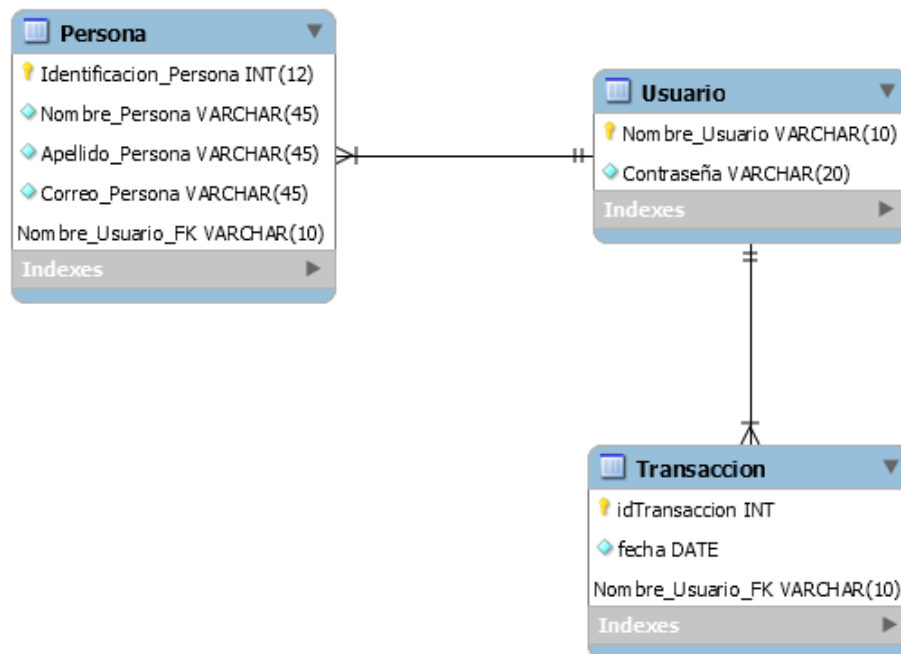 Persona
Identificacion_Persona INT(12)
Nombre_Persona VARCHAR(45)
Apellido_Persona VARCHAR(45)
Correo_Persona VARCHAR(45)
Nombre_Usuario_FK VARCHAR(10)
Indexes
Usuario
Nombre_Usuario VARCHAR(10)
Contraseña VARCHAR(20)
Indexes
Transaccion
idTransaccion INT
fecha DATE
Nombre_Usuario_FK VARCHAR(10)
Indexes